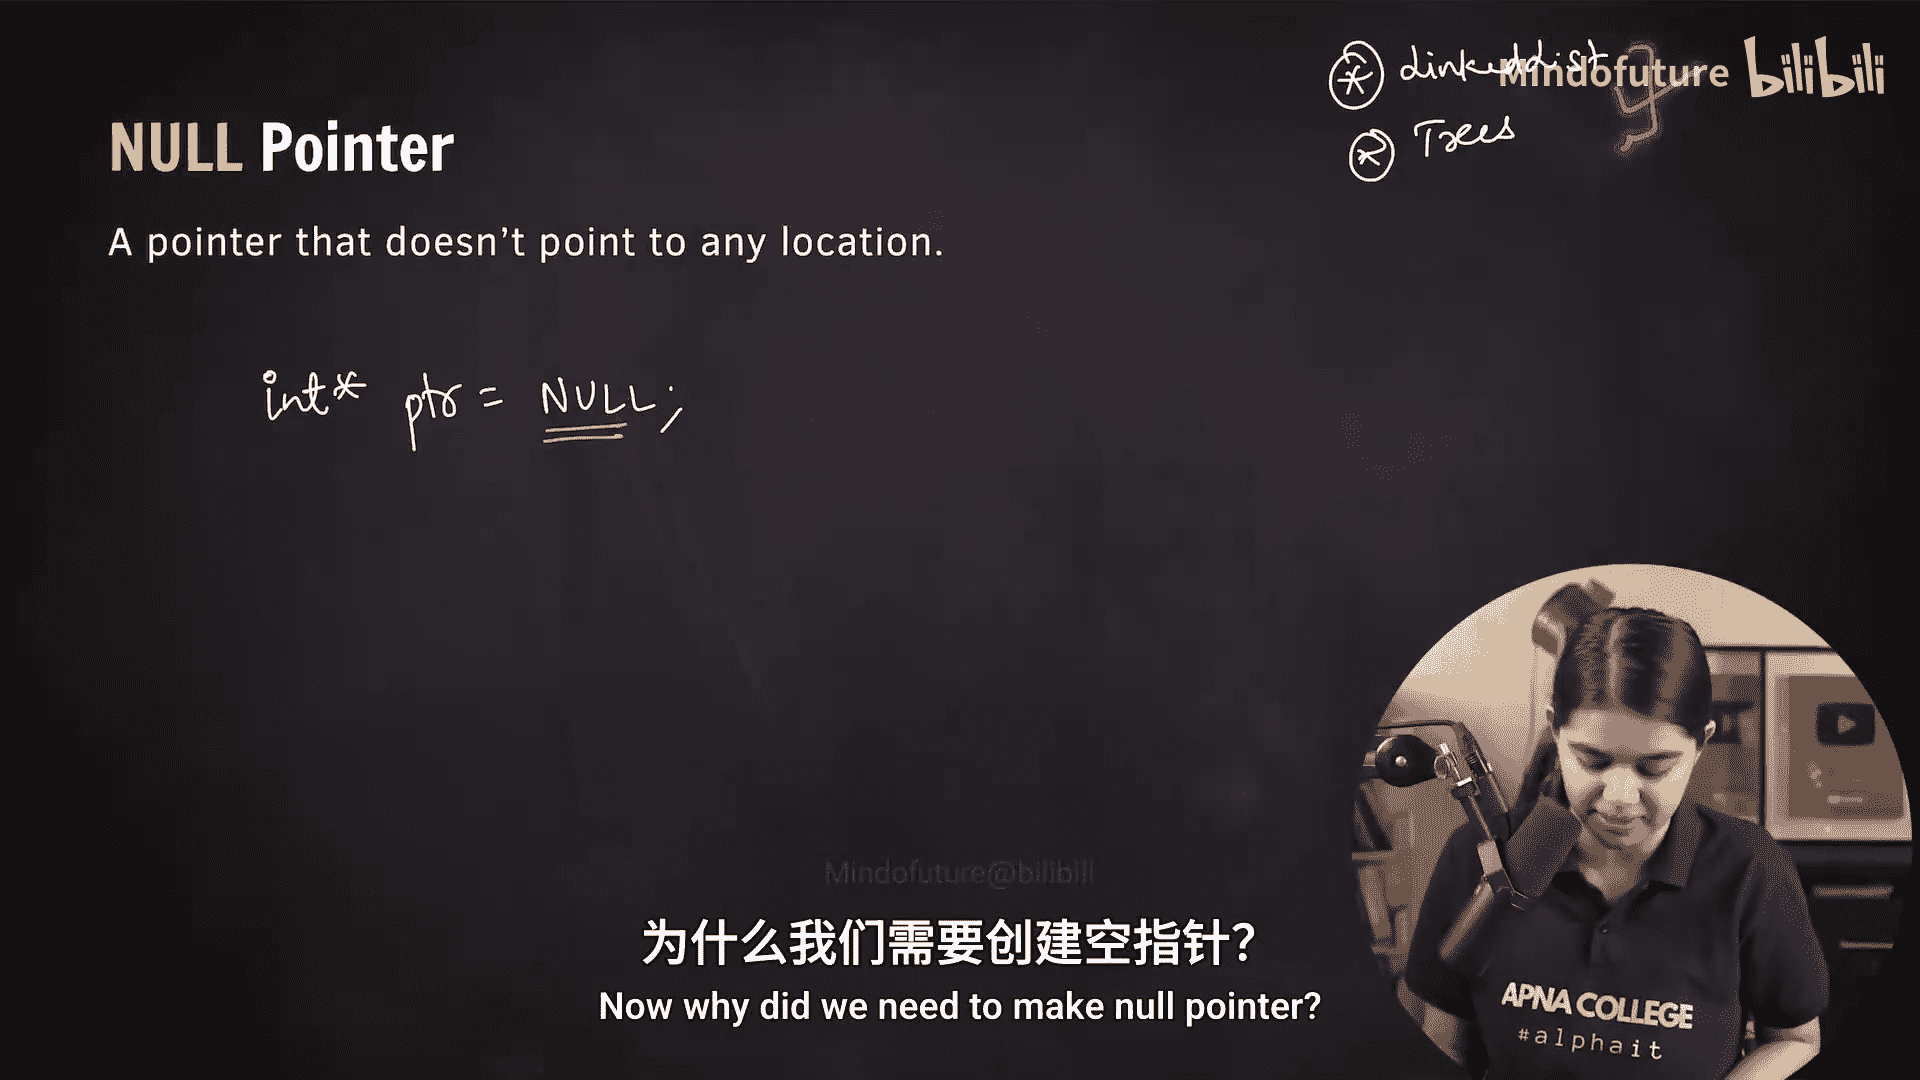 * LinkedList
Mindofuture bilibili
* Trees
NULL Pointer
A pointer that doesn't point to any location.
int* ptr = NULL;
Mindofuture@bilibili
为什么我们需要创建空指针?
Now why did we need to make null pointer?
APNA COLLEGE
#alphait